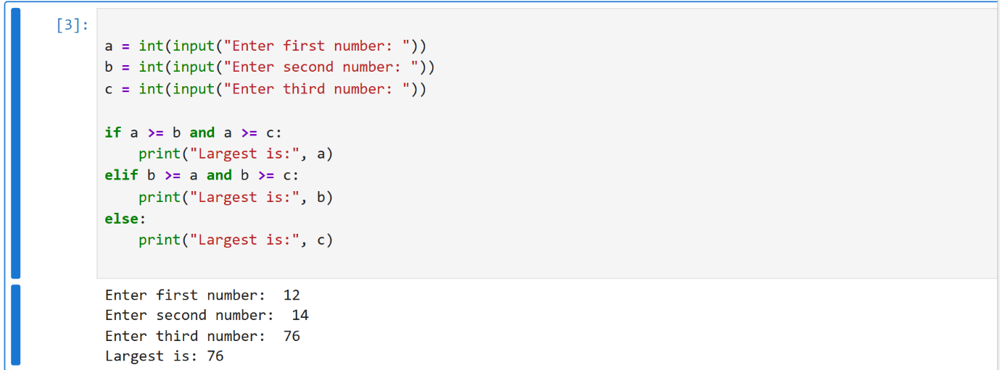 [3]:
a = int(input("Enter first number: "))
b = int(input("Enter second number: "))
c = int(input("Enter third number: "))
if a >= b and a >= c:
    print("Largest is:", a)
elif b >= a and b >= c:
    print("Largest is:", b)
else:
    print("Largest is:", c)
Enter first number:  12
Enter second number:  14
Enter third number:  76
Largest is: 76